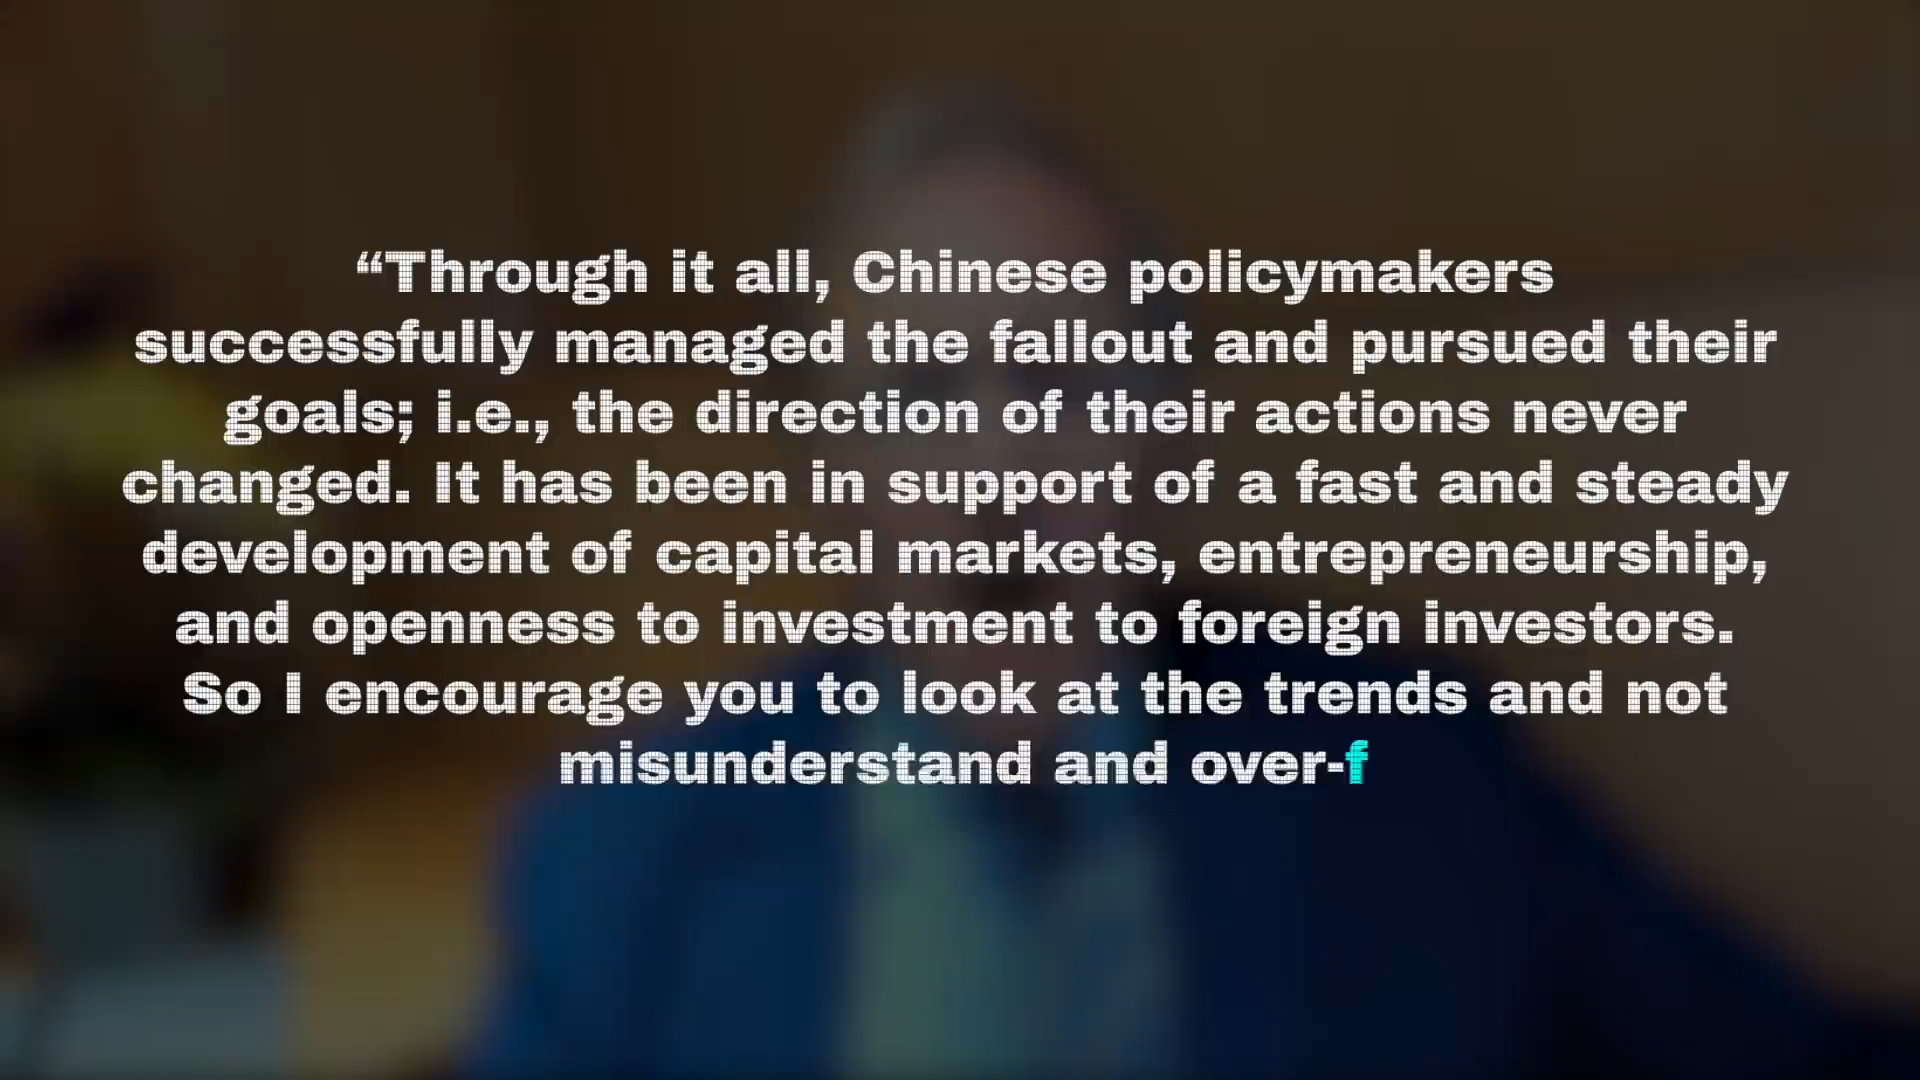 “Through it all, Chinese policymakers
successfully managed the fallout and pursued their
goals; i.e., the direction of their actions never
changed. It has been in support of a fast and steady
development of capital markets, entrepreneurship,
and openness to investment to foreign investors.
So I encourage you to look at the trends and not
misunderstand and over-f